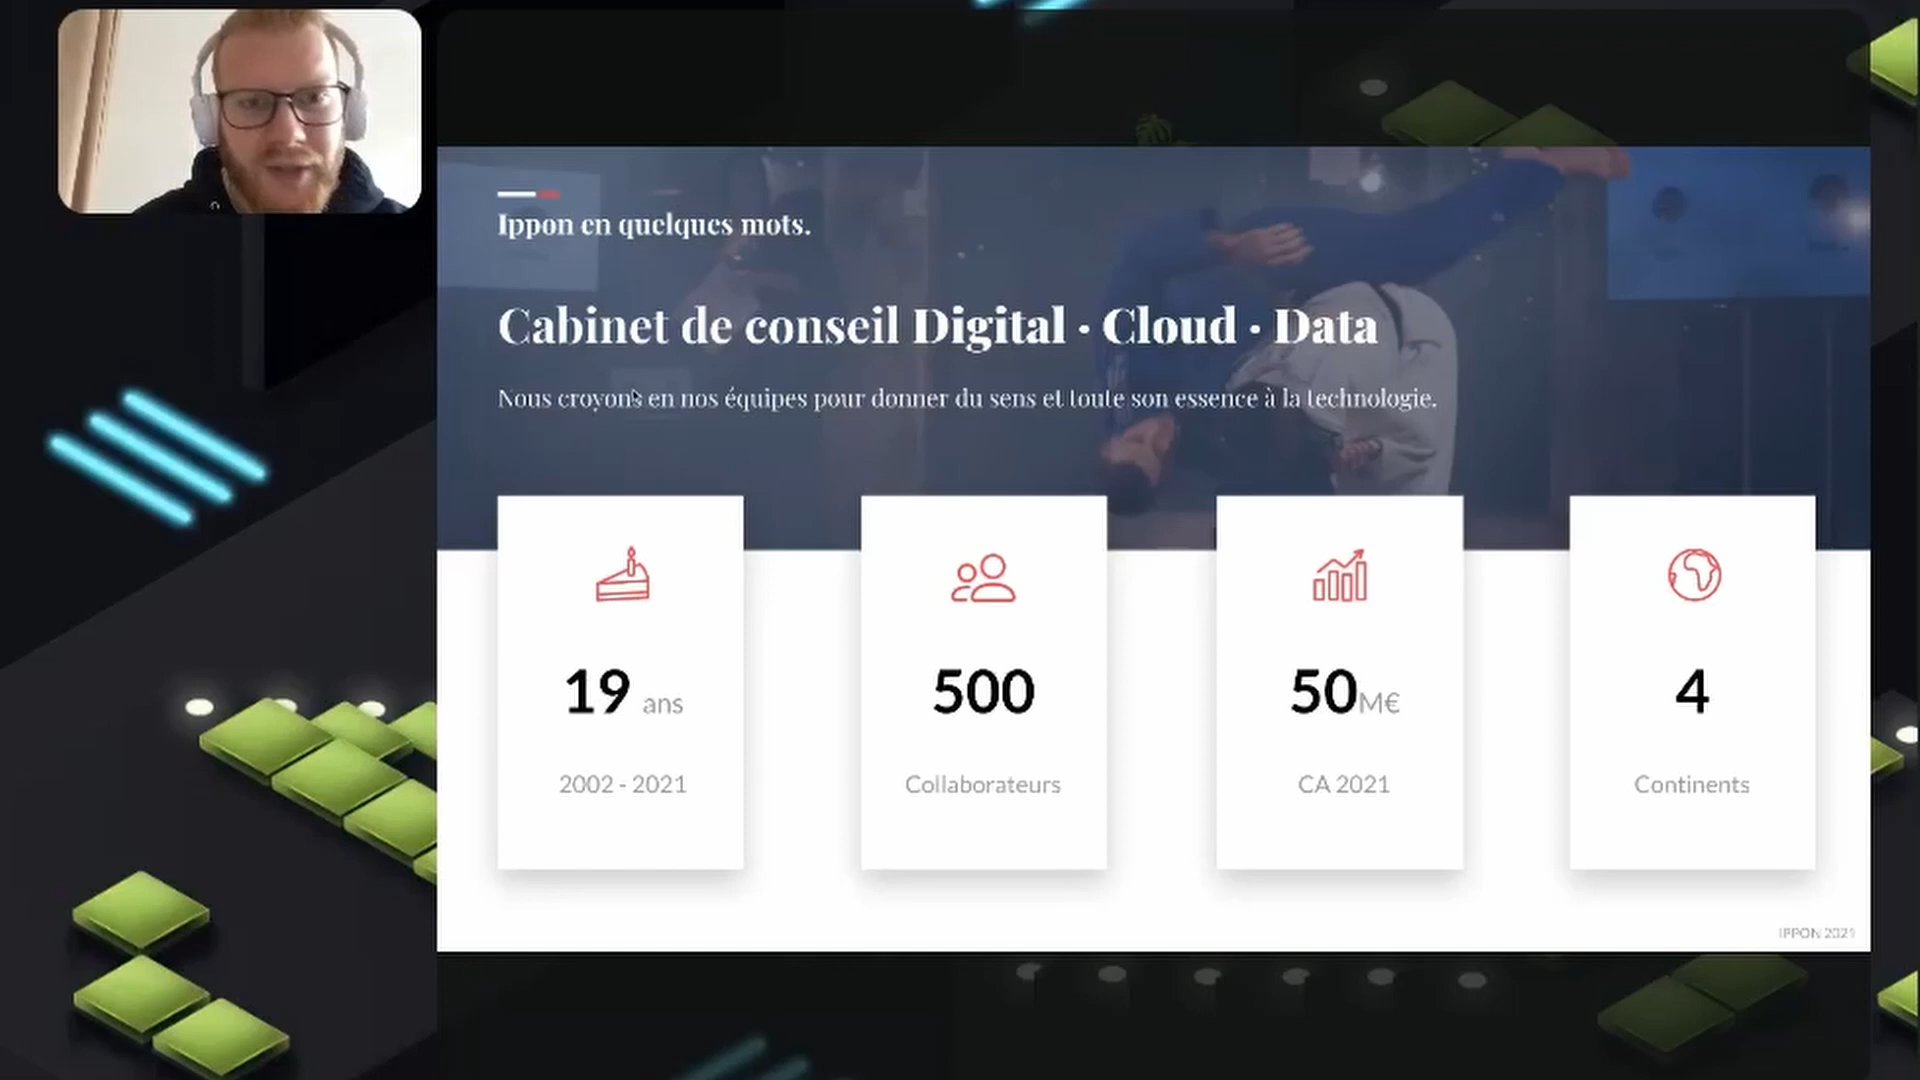 Ippon en quelques mots.
Cabinet de conseil Digital · Cloud · Data
Nous croyons en nos équipes pour donner du sens et toute son essence à la technologie.
19 ans
2002 - 2021
500
Collaborateurs
50M€
CA 2021
4
Continents
IPPON 2021